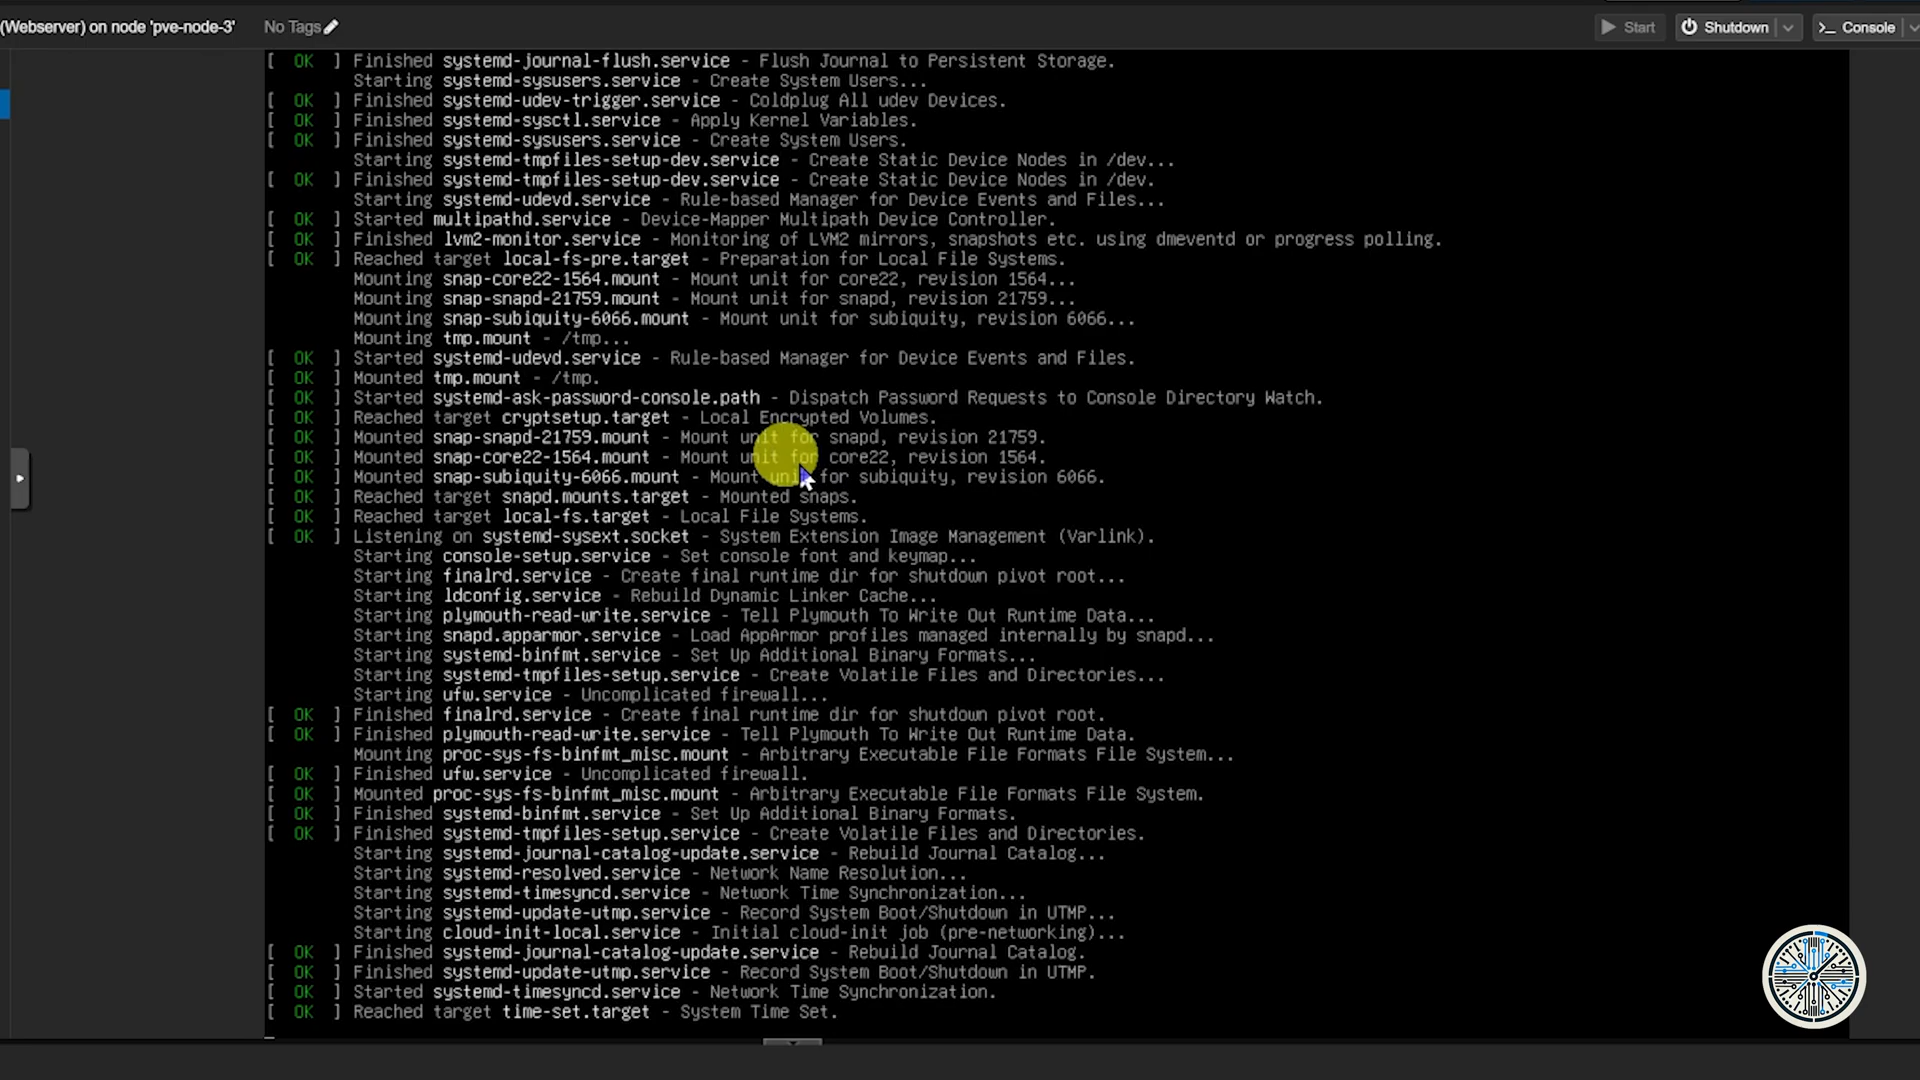 (Webserver) on node 'pve-node-3' No Tags Start Shutdown Console
[ OK ] Finished systemd-journal-flush.service - Flush Journal to Persistent Storage.
Starting systemd-sysusers.service - Create System Users...
[ OK ] Finished systemd-udev-trigger.service - Coldplug All udev Devices.
[ OK ] Finished systemd-sysctl.service - Apply Kernel Variables.
[ OK ] Finished systemd-sysusers.service - Create System Users.
Starting systemd-tmpfiles-setup-dev.service - Create Static Device Nodes in /dev...
[ OK ] Finished systemd-tmpfiles-setup-dev.service - Create Static Device Nodes in /dev.
Starting systemd-udevd.service - Rule-based Manager for Device Events and Files...
[ OK ] Started multipathd.service - Device-Mapper Multipath Device Controller.
[ OK ] Finished lvm2-monitor.service - Monitoring of LVM2 mirrors, snapshots etc. using dmeventd or progress polling.
[ OK ] Reached target local-fs-pre.target - Preparation for Local File Systems.
Mounting snap-core22-1564.mount - Mount unit for core22, revision 1564...
Mounting snap-snapd-21759.mount - Mount unit for snapd, revision 21759...
Mounting snap-subiquity-6066.mount - Mount unit for subiquity, revision 6066...
Mounting tmp.mount - /tmp...
[ OK ] Started systemd-udevd.service - Rule-based Manager for Device Events and Files.
[ OK ] Mounted tmp.mount - /tmp.
[ OK ] Started systemd-ask-password-console.path - Dispatch Password Requests to Console Directory Watch.
[ OK ] Reached target cryptsetup.target - Local Encrypted Volumes.
[ OK ] Mounted snap-snapd-21759.mount - Mount unit for snapd, revision 21759.
[ OK ] Mounted snap-core22-1564.mount - Mount unit for core22, revision 1564.
[ OK ] Mounted snap-subiquity-6066.mount - Mount unit for subiquity, revision 6066.
[ OK ] Reached target snapd.mounts.target - Mounted snaps.
[ OK ] Reached target local-fs.target - Local File Systems.
[ OK ] Listening on systemd-sysext.socket - System Extension Image Management (Varlink).
Starting console-setup.service - Set console font and keymap...
Starting finalrd.service - Create final runtime dir for shutdown pivot root...
Starting ldconfig.service - Rebuild Dynamic Linker Cache...
Starting plymouth-read-write.service - Tell Plymouth To Write Out Runtime Data...
Starting snapd.apparmor.service - Load AppArmor profiles managed internally by snapd...
Starting systemd-binfmt.service - Set Up Additional Binary Formats...
Starting systemd-tmpfiles-setup.service - Create Volatile Files and Directories...
Starting ufw.service - Uncomplicated firewall...
[ OK ] Finished finalrd.service - Create final runtime dir for shutdown pivot root.
[ OK ] Finished plymouth-read-write.service - Tell Plymouth To Write Out Runtime Data.
Mounting proc-sys-fs-binfmt_misc.mount - Arbitrary Executable File Formats File System...
[ OK ] Finished ufw.service - Uncomplicated firewall.
[ OK ] Mounted proc-sys-fs-binfmt_misc.mount - Arbitrary Executable File Formats File System.
[ OK ] Finished systemd-binfmt.service - Set Up Additional Binary Formats.
[ OK ] Finished systemd-tmpfiles-setup.service - Create Volatile Files and Directories.
Starting systemd-journal-catalog-update.service - Rebuild Journal Catalog...
Starting systemd-resolved.service - Network Name Resolution...
Starting systemd-timesyncd.service - Network Time Synchronization...
Starting systemd-update-utmp.service - Record System Boot/Shutdown in UTMP...
Starting cloud-init-local.service - Initial cloud-init job (pre-networking)...
[ OK ] Finished systemd-journal-catalog-update.service - Rebuild Journal Catalog.
[ OK ] Finished systemd-update-utmp.service - Record System Boot/Shutdown in UTMP.
[ OK ] Started systemd-timesyncd.service - Network Time Synchronization.
[ OK ] Reached target time-set.target - System Time Set.